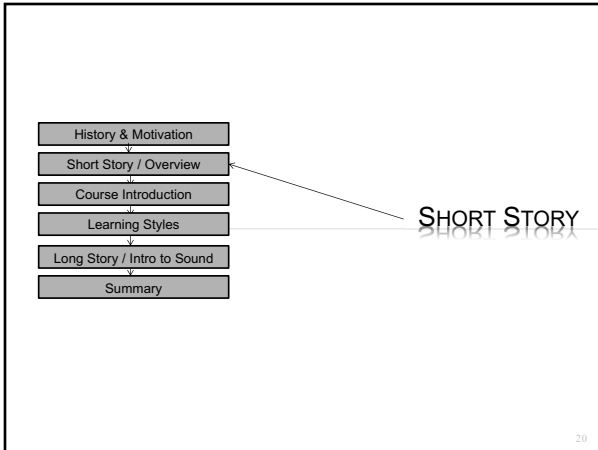 History & Motivation
Short Story / Overview
Course Introduction
Learning Styles
Long Story / Intro to Sound
Summary
SHORT STORY
20